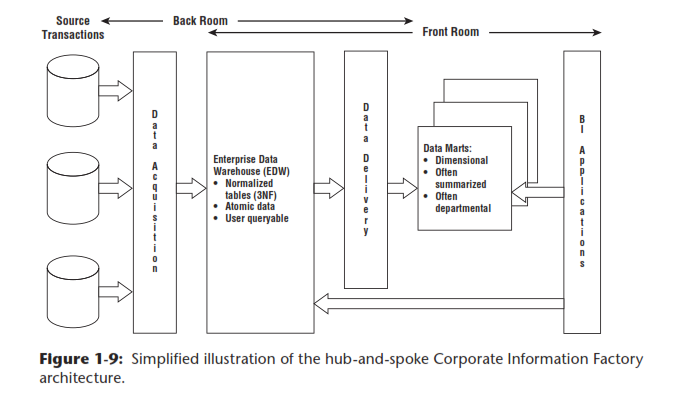 Source
Transactions
Back Room
Front Room
Data Acquisition
Enterprise Data
Warehouse (EDW)
• Normalized
tables (3NF)
• Atomic data
• User queryable
Data Delivery
Data Marts:
• Dimensional
• Often
summarized
• Often
departmental
BI Applications
Figure 1-9: Simplified illustration of the hub-and-spoke Corporate Information Factory
architecture.